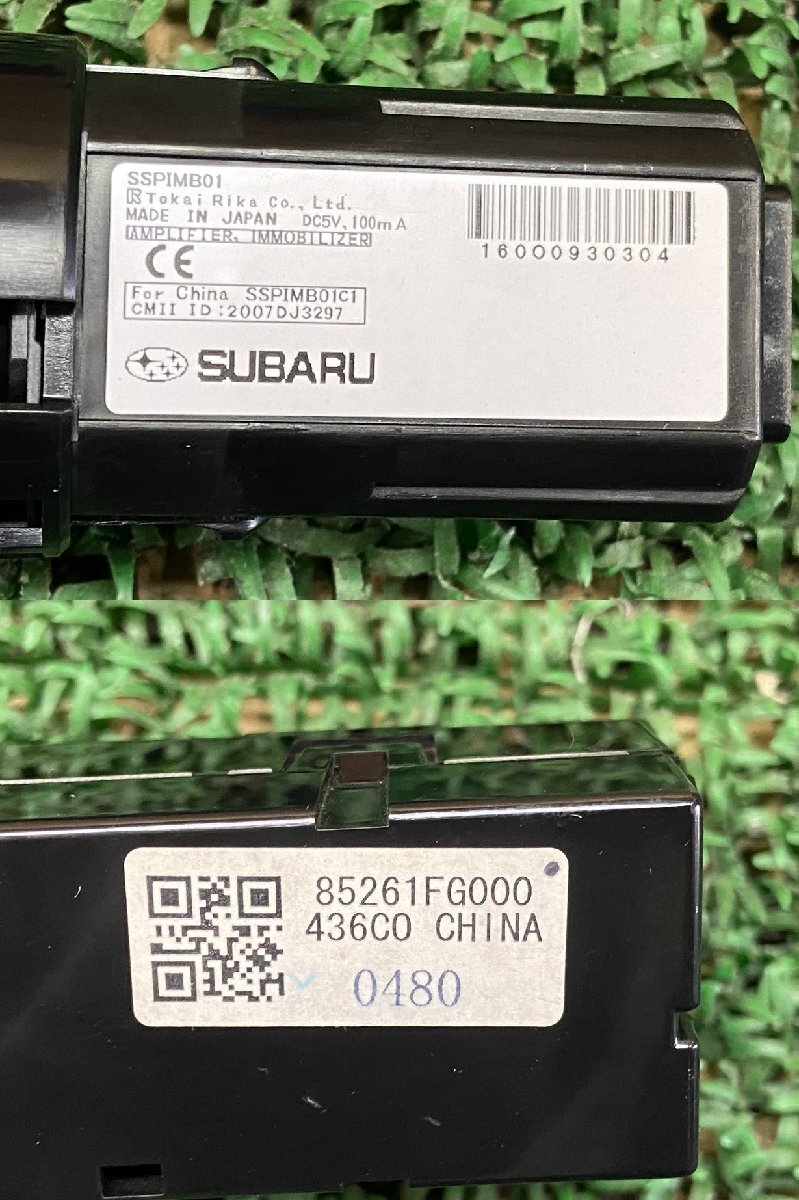 SSPIMB01
Tokai Rika Co., Ltd.
MADE IN JAPAN DC5V, 100mA
AMPLIFIER, IMMOBILIZER
CE
For China SSPIMB01C1
CMII ID:2007DJ3297
SUBARU
16000930304
85261FG000
436C0 CHINA
0480